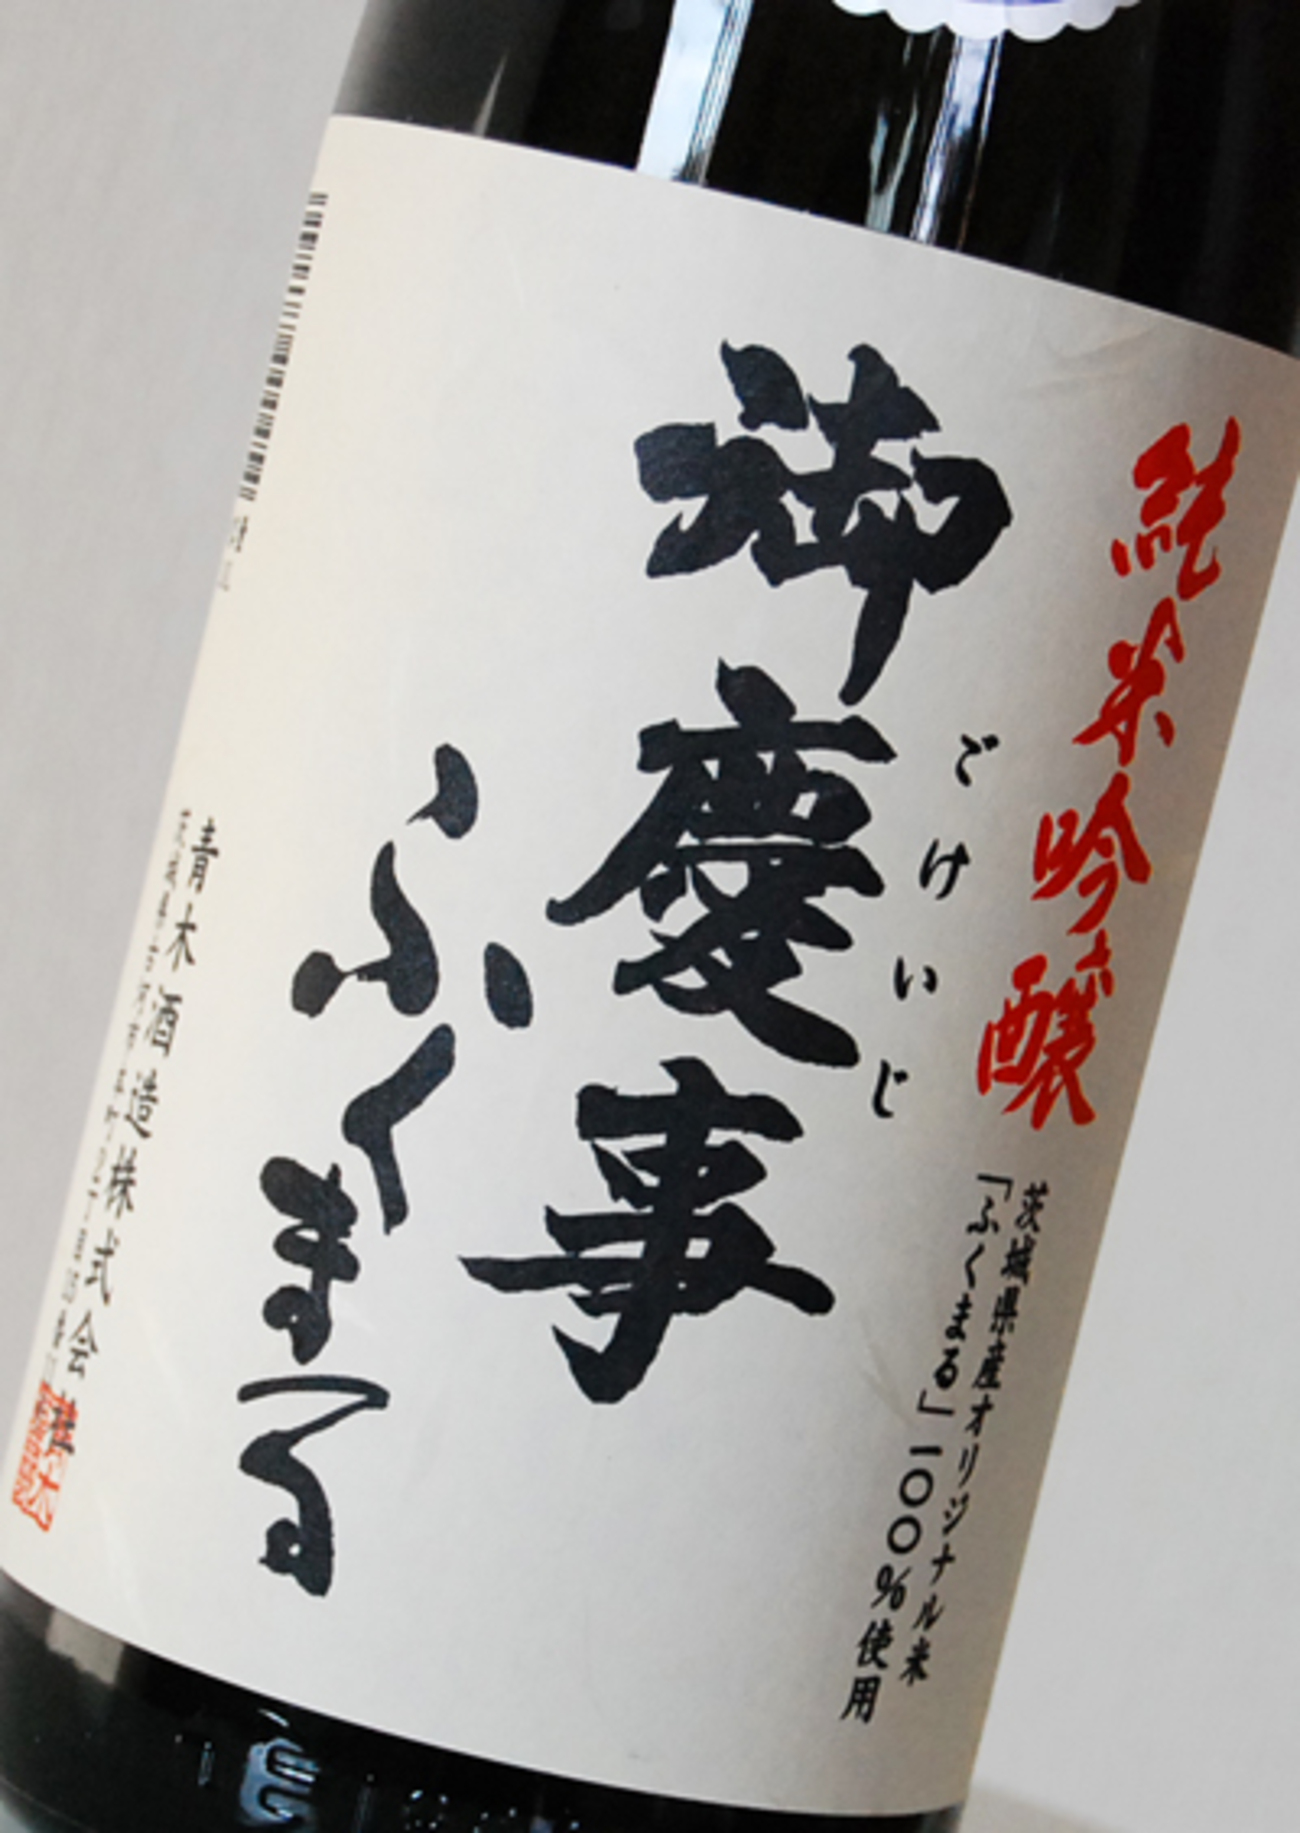 純米吟醸
茨城県産オリジナル米
「ふくまる」一〇〇％使用
ごけいじ
御慶事
ふくまる
青木酒造株式会社